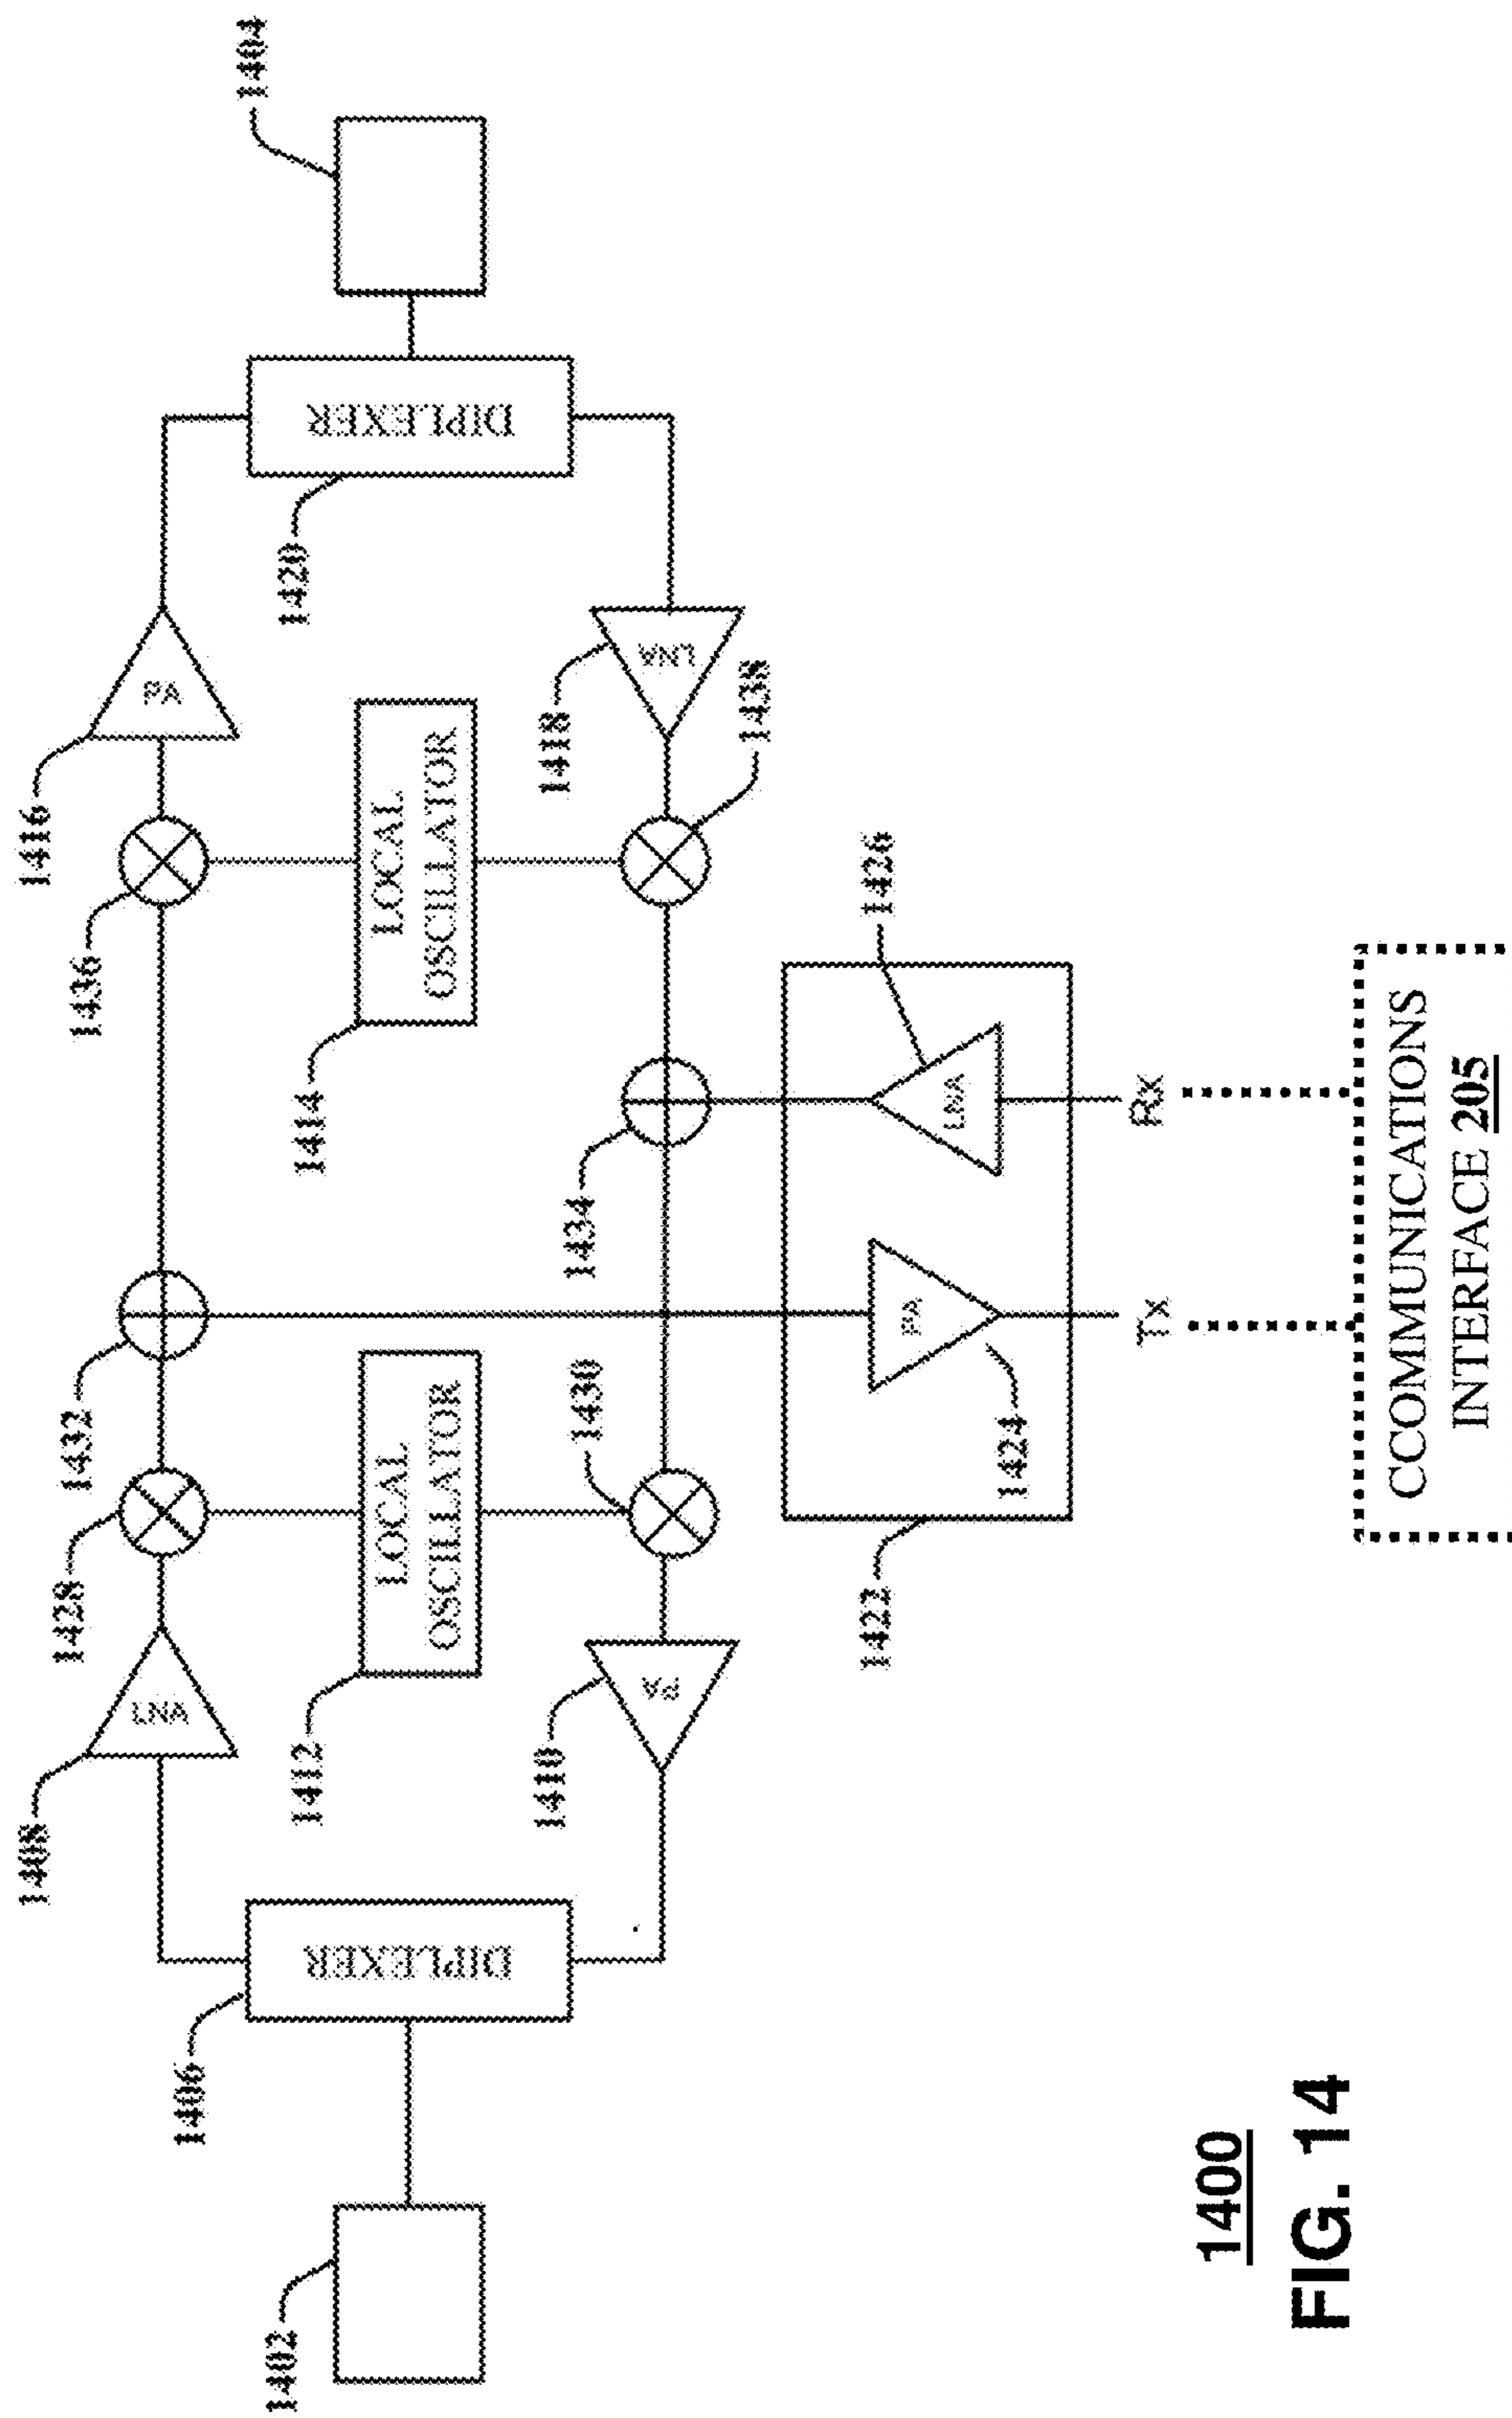 1404
1416
PA
1436
DIPLEXER
1420
LOCAL
OSCILLATOR
1414
LNA
1418
1438
1432
1434
1426
LNA
Rx
1428
LOCAL
OSCILLATOR
1412
1430
PA
1424
Tx
1422
CCOMMUNICATIONS
INTERFACE 205
1408
LNA
PA
1410
DIPLEXER
1406
1402
1400
FIG. 14